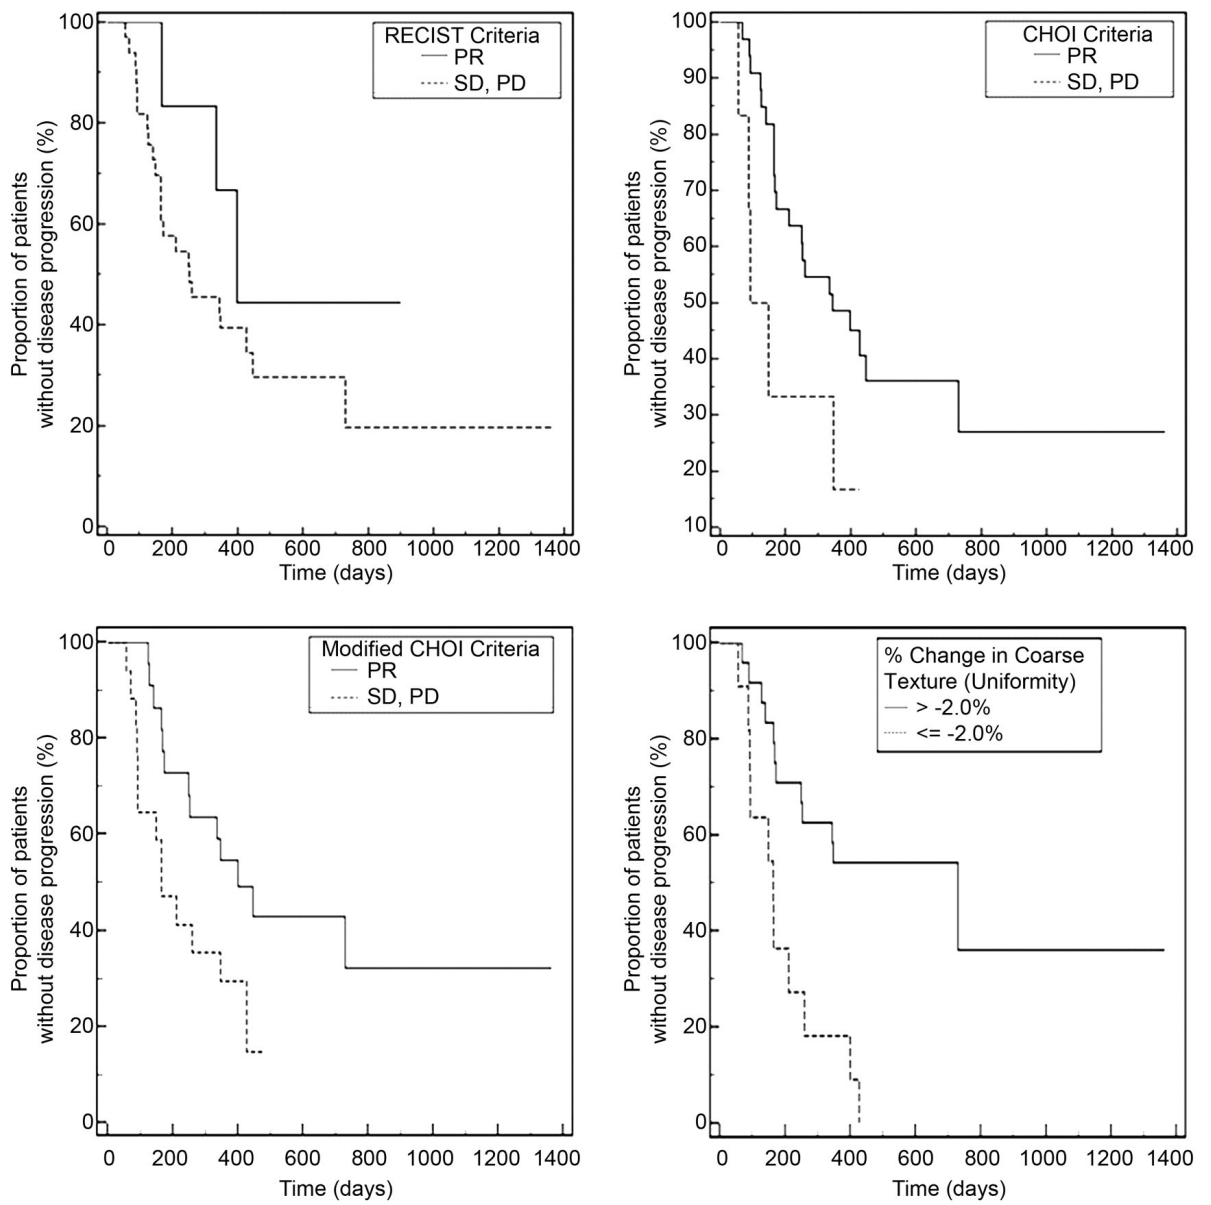 RECIST Criteria
PR
SD, PD
Proportion of patients
without disease progression (%)
100
80
60
40
20
0
0 200 400 600 800 1000 1200 1400
Time (days)
CHOI Criteria
PR
SD, PD
Proportion of patients
without disease progression (%)
100
90
80
70
60
50
40
30
20
10
0 200 400 600 800 1000 1200 1400
Time (days)
Modified CHOI Criteria
PR
SD, PD
Proportion of patients
without disease progression (%)
100
80
60
40
20
0
0 200 400 600 800 1000 1200 1400
Time (days)
% Change in Coarse
Texture (Uniformity)
> -2.0%
<= -2.0%
Proportion of patients
without disease progression (%)
100
80
60
40
20
0
0 200 400 600 800 1000 1200 1400
Time (days)